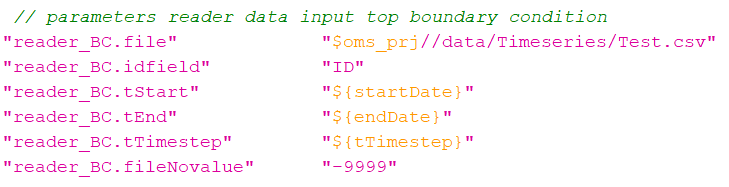 // parameters reader data input top boundary condition
"reader_BC.file" "$oms_prj//data/Timeseries/Test.csv"
"reader_BC.idfield" "ID"
"reader_BC.tStart" "${startDate}"
"reader_BC.tEnd" "${endDate}"
"reader_BC.tTimestep" "${tTimestep}"
"reader_BC.fileNovalue" "-9999"